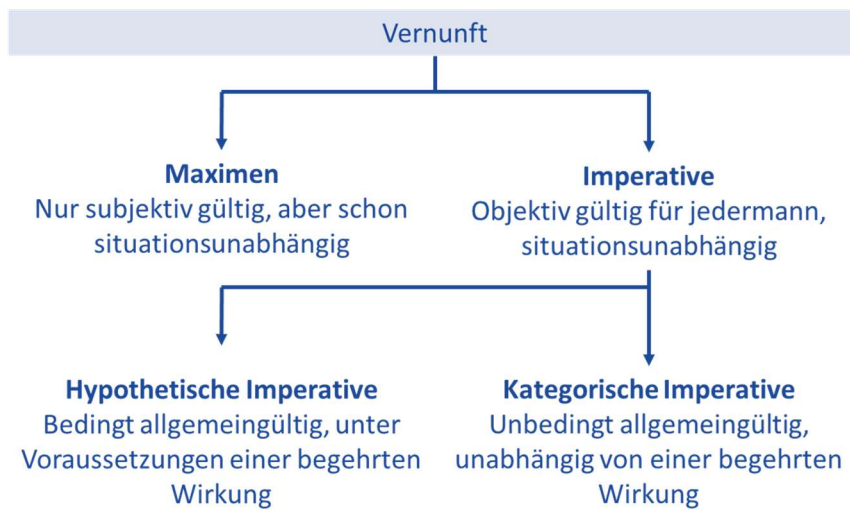 Vernunft
Maximen
Nur subjektiv gültig, aber schon
situationsunabhängig
Imperative
Objektiv gültig für jedermann,
situationsunabhängig
Hypothetische Imperative
Bedingt allgemeingültig, unter
Voraussetzungen einer begehrten
Wirkung
Kategorische Imperative
Unbedingt allgemeingültig,
unabhängig von einer begehrten
Wirkung